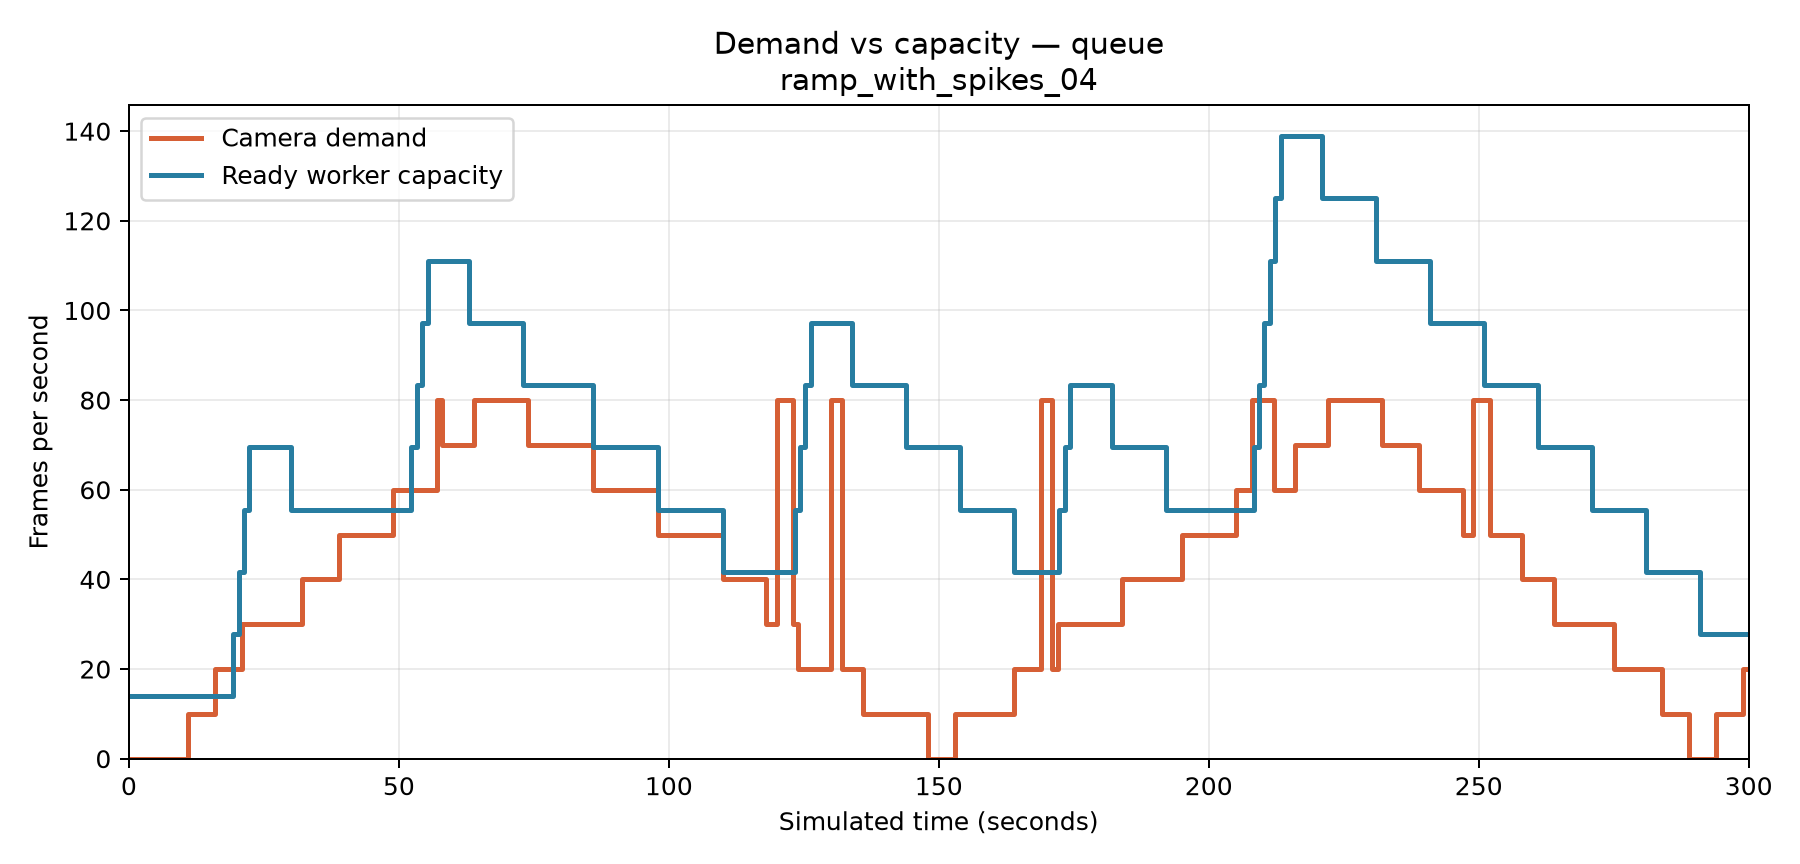 Demand vs capacity — queue
ramp_with_spikes_04
Camera demand
Ready worker capacity
Frames per second
140
120
100
80
60
40
20
0
0 50 100 150 200 250 300
Simulated time (seconds)